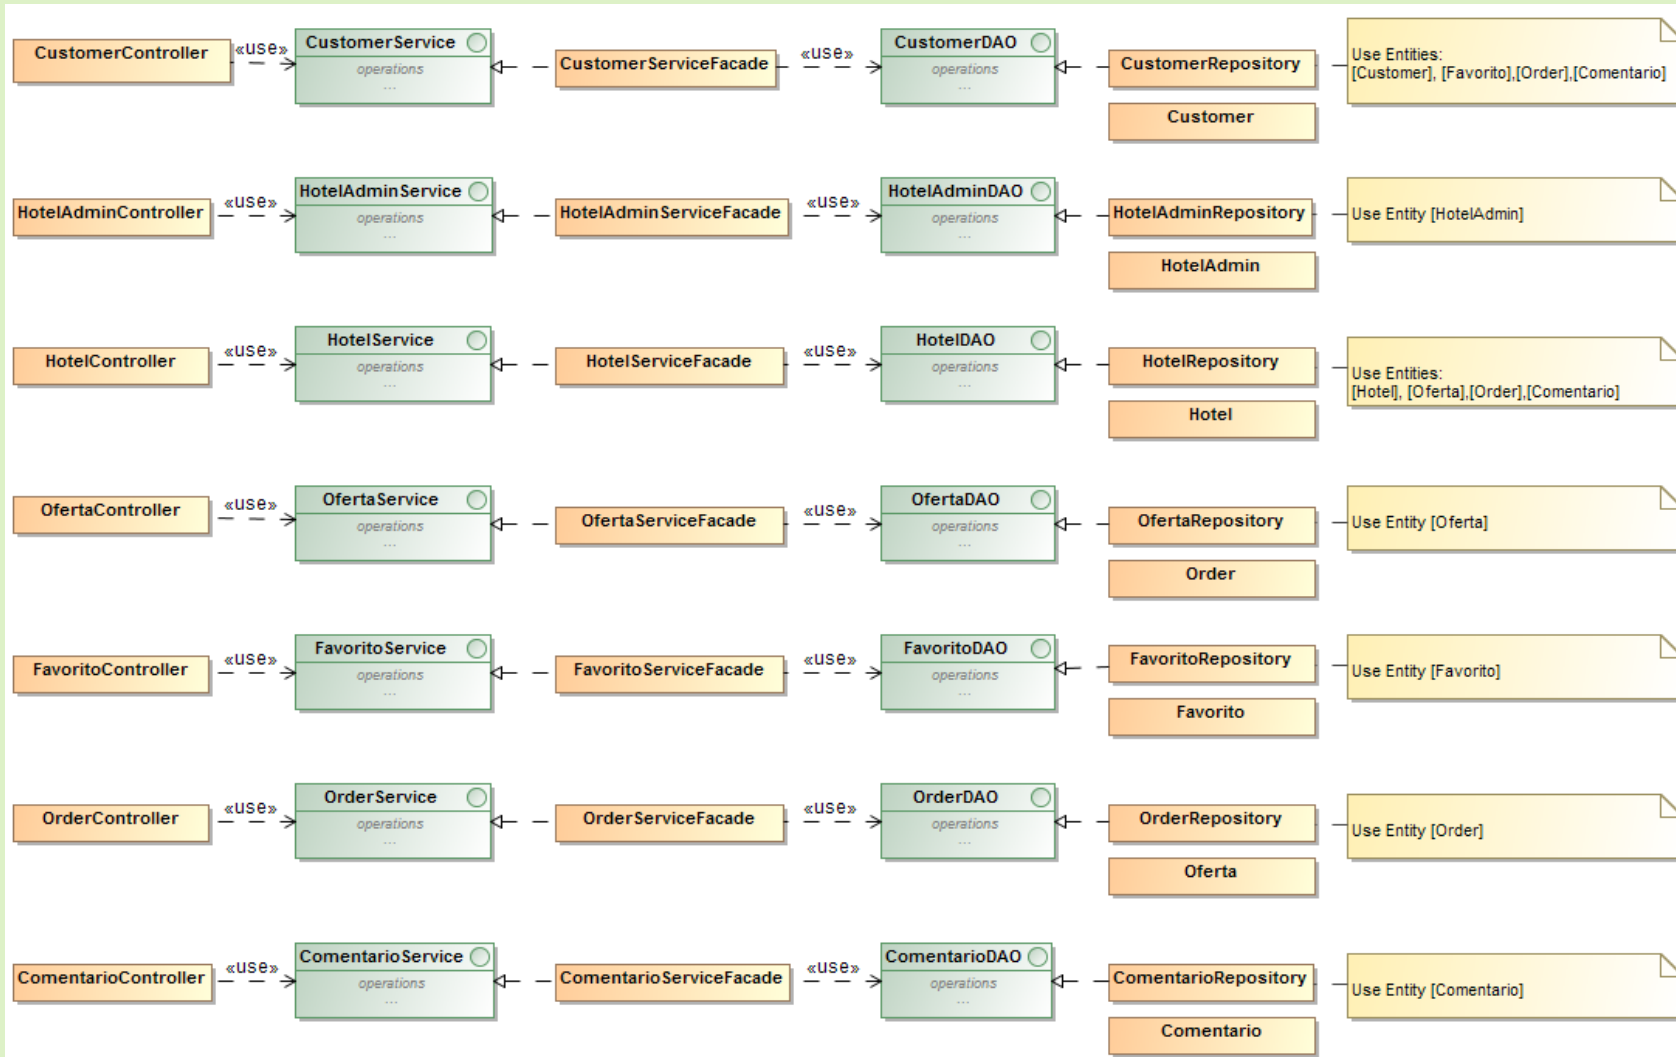 CustomerController
«use»
CustomerService
operations
...
CustomerServiceFacade
«use»
CustomerDAO
operations
...
CustomerRepository
Customer
Use Entities:
[Customer], [Favorito],[Order],[Comentario]
HotelAdminController
«use»
HotelAdminService
operations
...
HotelAdminServiceFacade
«use»
HotelAdminDAO
operations
...
HotelAdminRepository
HotelAdmin
Use Entity [HotelAdmin]
HotelController
«use»
HotelService
operations
...
HotelServiceFacade
«use»
HotelDAO
operations
...
HotelRepository
Hotel
Use Entities:
[Hotel], [Oferta],[Order],[Comentario]
OfertaController
«use»
OfertaService
operations
...
OfertaServiceFacade
«use»
OfertaDAO
operations
...
OfertaRepository
Order
Use Entity [Oferta]
FavoritoController
«use»
FavoritoService
operations
...
FavoritoServiceFacade
«use»
FavoritoDAO
operations
...
FavoritoRepository
Favorito
Use Entity [Favorito]
OrderController
«use»
OrderService
operations
...
OrderServiceFacade
«use»
OrderDAO
operations
...
OrderRepository
Oferta
Use Entity [Order]
ComentarioController
«use»
ComentarioService
operations
...
ComentarioServiceFacade
«use»
ComentarioDAO
operations
...
ComentarioRepository
Comentario
Use Entity [Comentario]